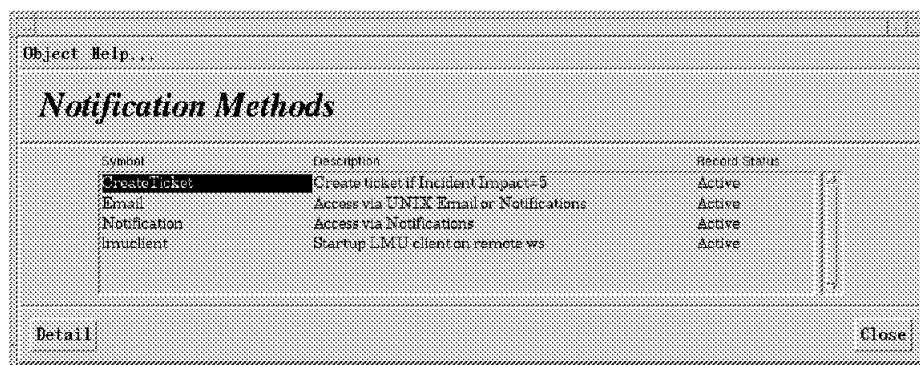 Object Help...
Notification Methods
Symbol Description Record Status
CreateTicket Create ticket if Incident Impact=5 Active
Email Access via UNIX Email or Notifications Active
Notification Access via Notifications Active
lmuclient Startup LMU client on remote ws Active
Detail Close